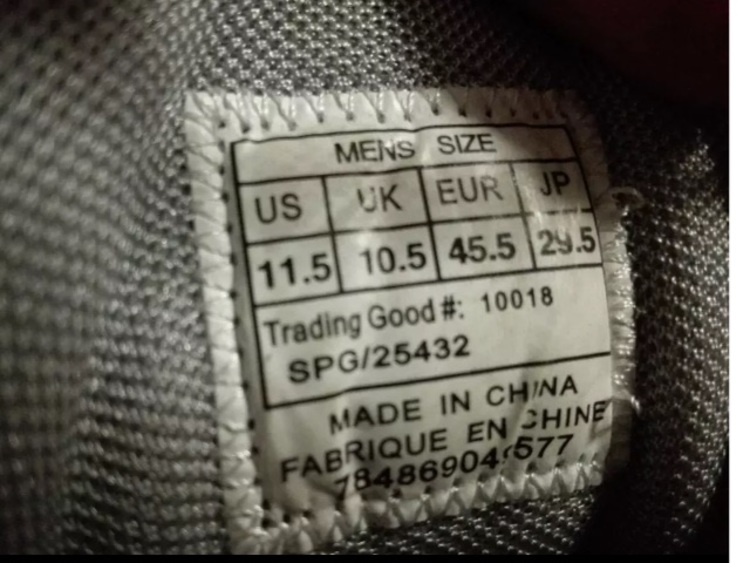 MENS SIZE
US UK EUR JP
11.5 10.5 45.5 29.5
Trading Good #: 10018
SPG/25432
MADE IN CHINA
FABRIQUE EN CHINE